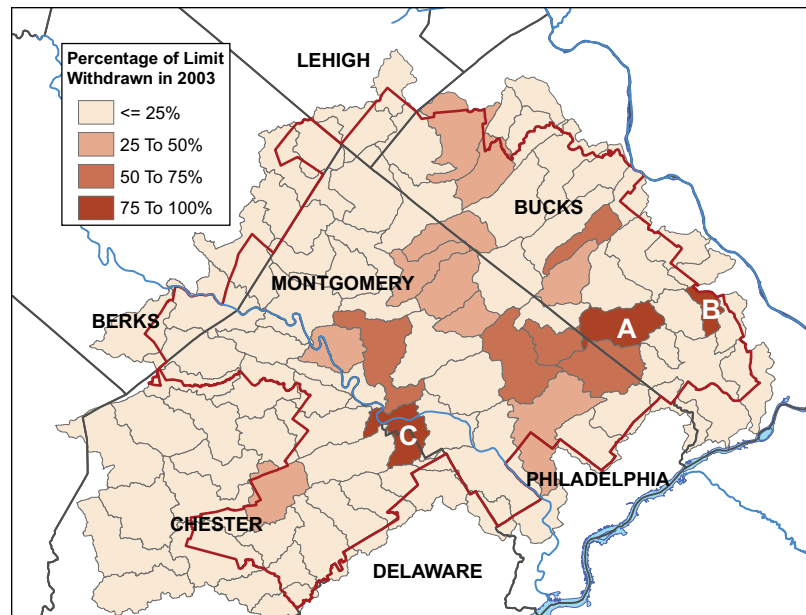 Percentage of Limit
Withdrawn in 2003
<= 25%
25 To 50%
50 To 75%
75 To 100%
LEHIGH
BUCKS
MONTGOMERY
BERKS
A
B
C
PHILADELPHIA
CHESTER
DELAWARE